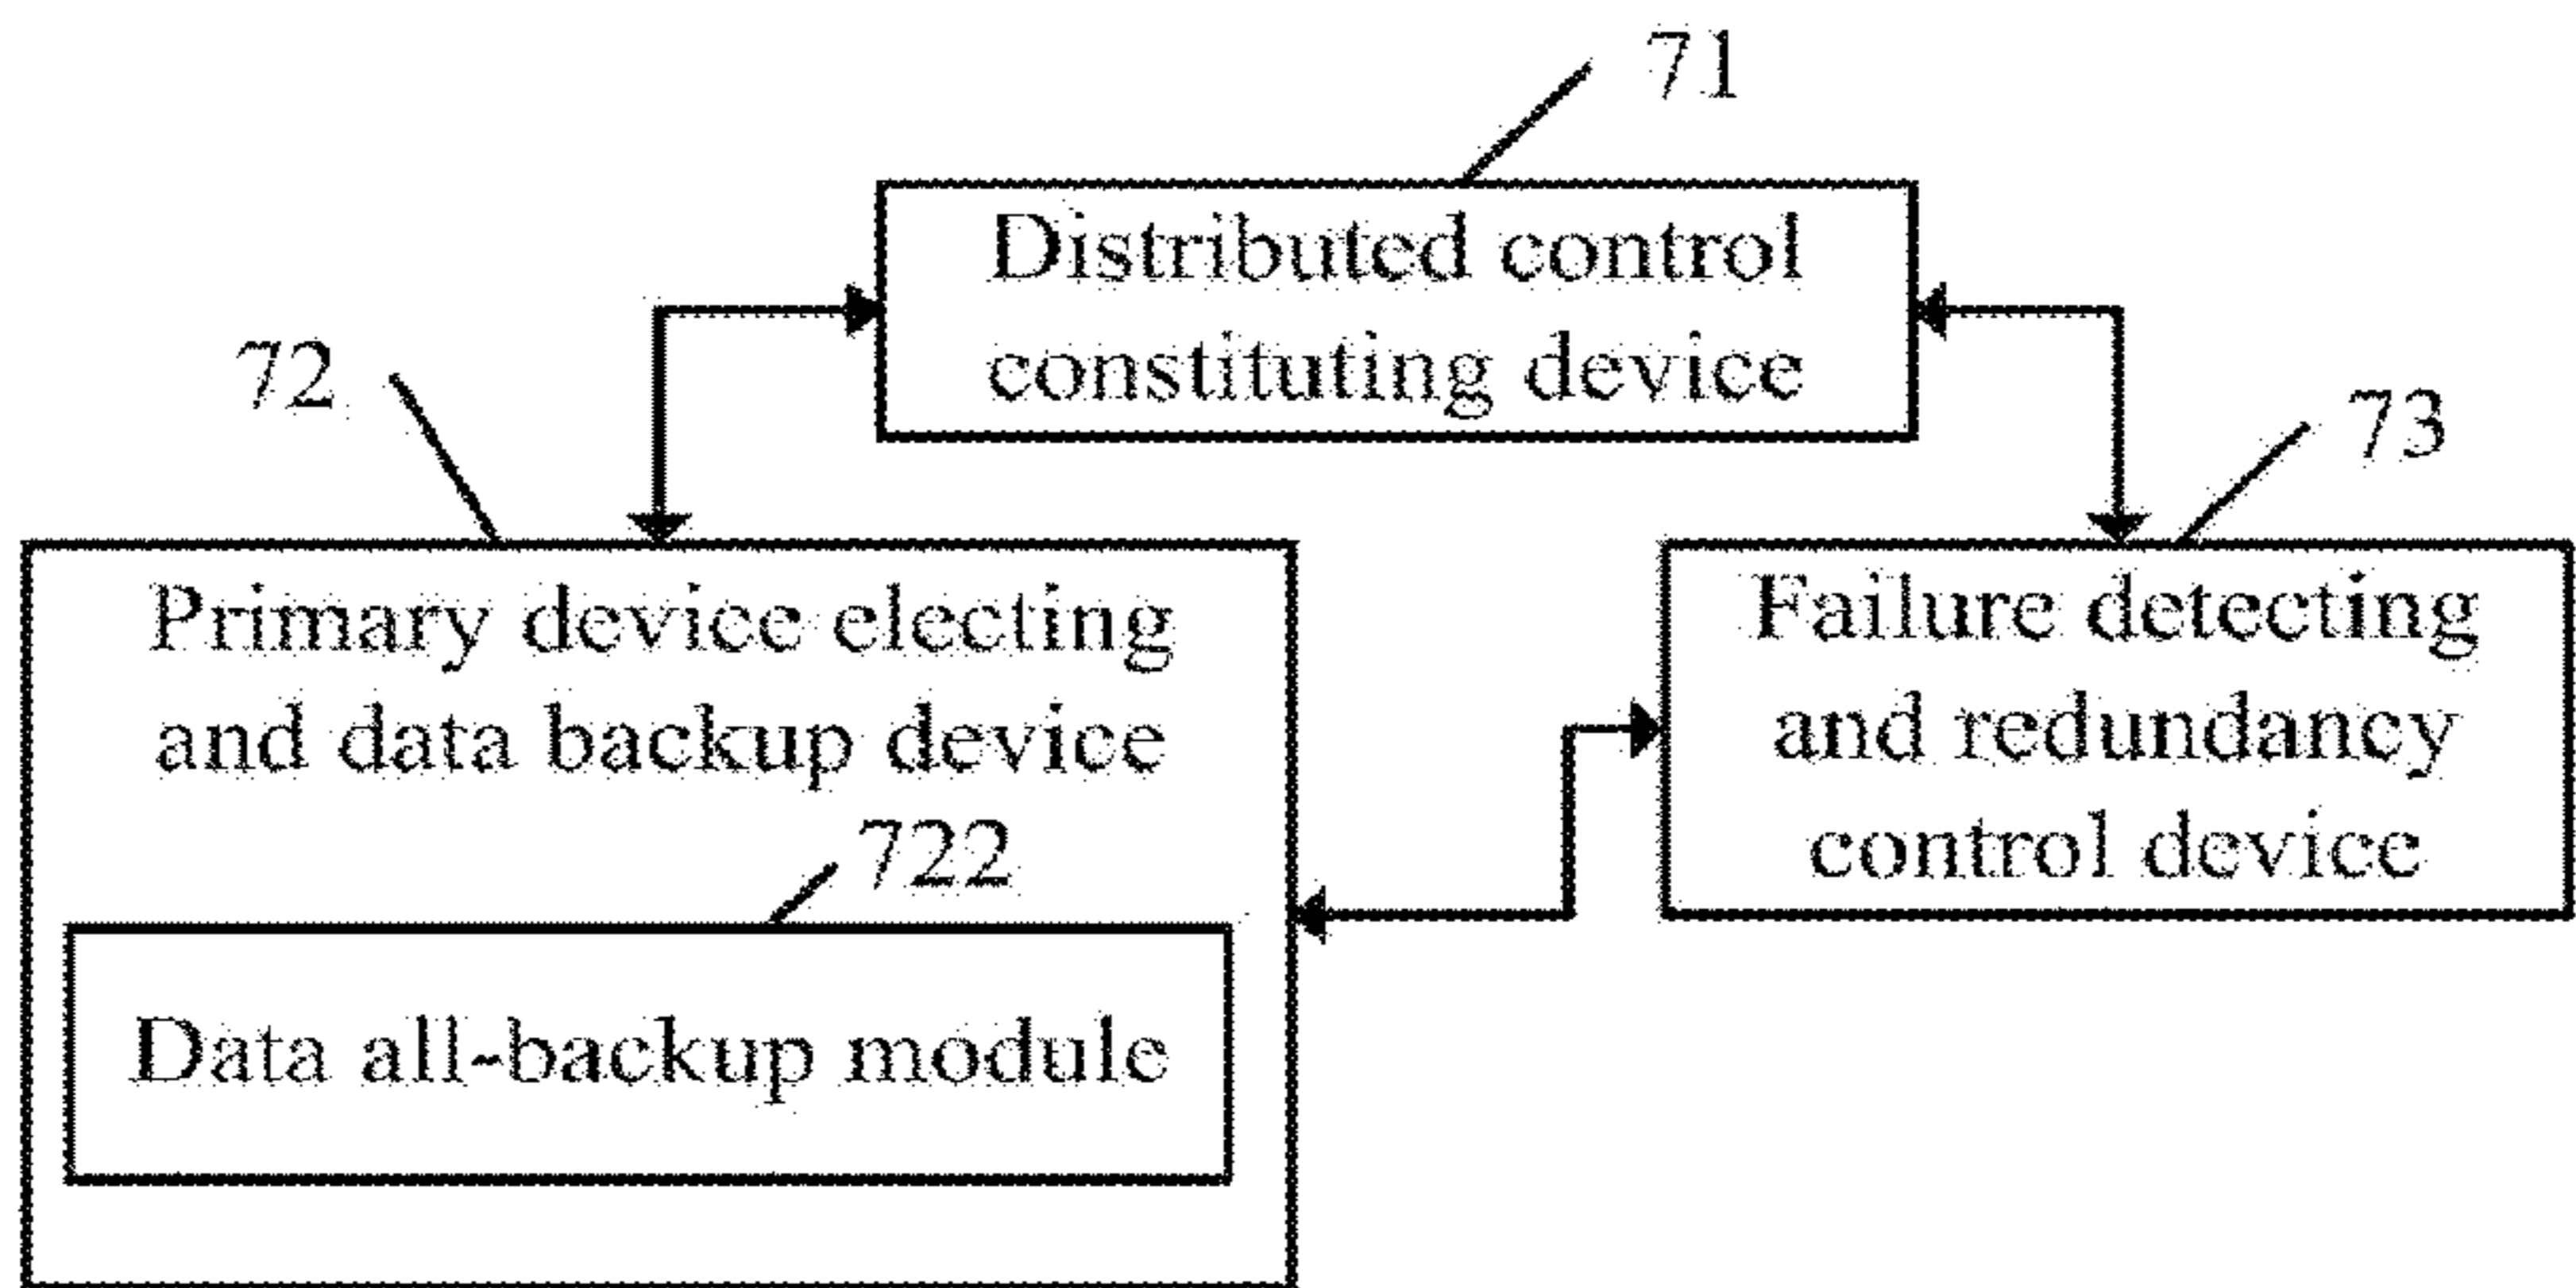 71
Distributed control
constituting device
72
73
Primary device electing
and data backup device
722
Data all-backup module
Failure detecting
and redundancy
control device